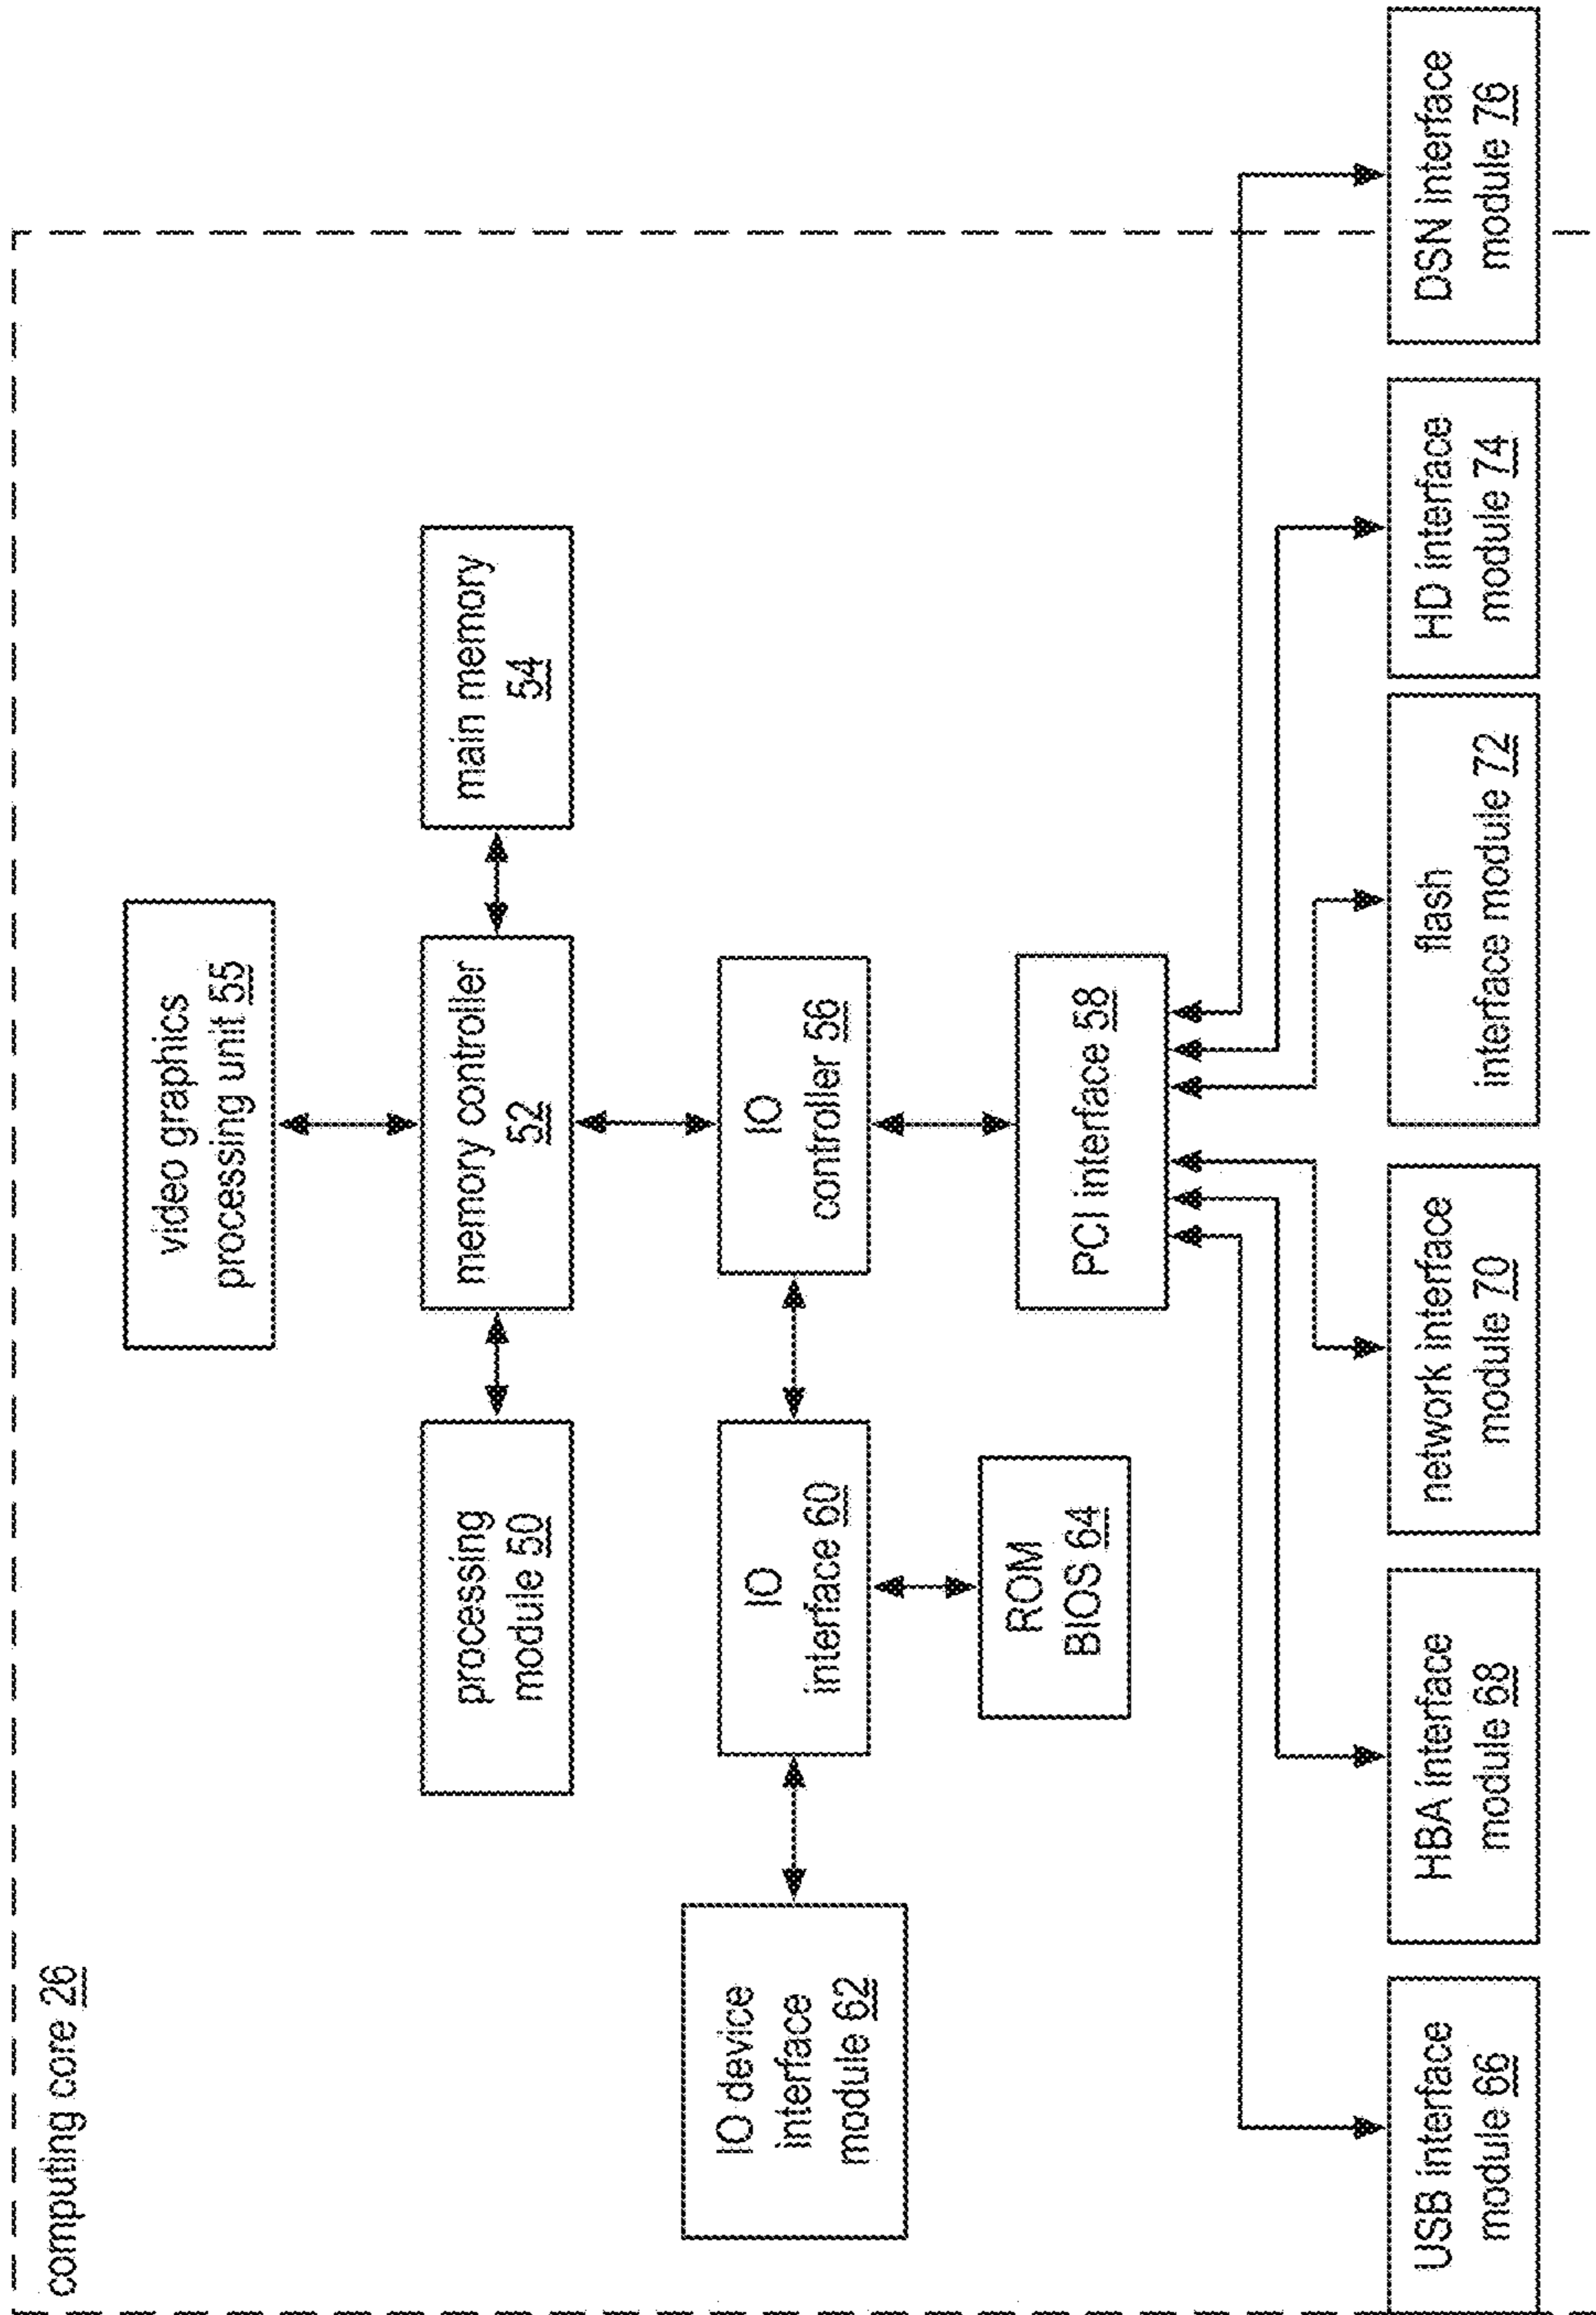 computing core 26
video graphics
processing unit 55
processing
module 50
memory controller
52
main memory
54
IO device
interface
module 62
IO
interface 60
IO
controller 56
ROM
BIOS 64
PCI interface 58
USB interface
module 66
HBA interface
module 68
network interface
module 70
flash
interface module 72
HD interface
module 74
DSN interface
module 76